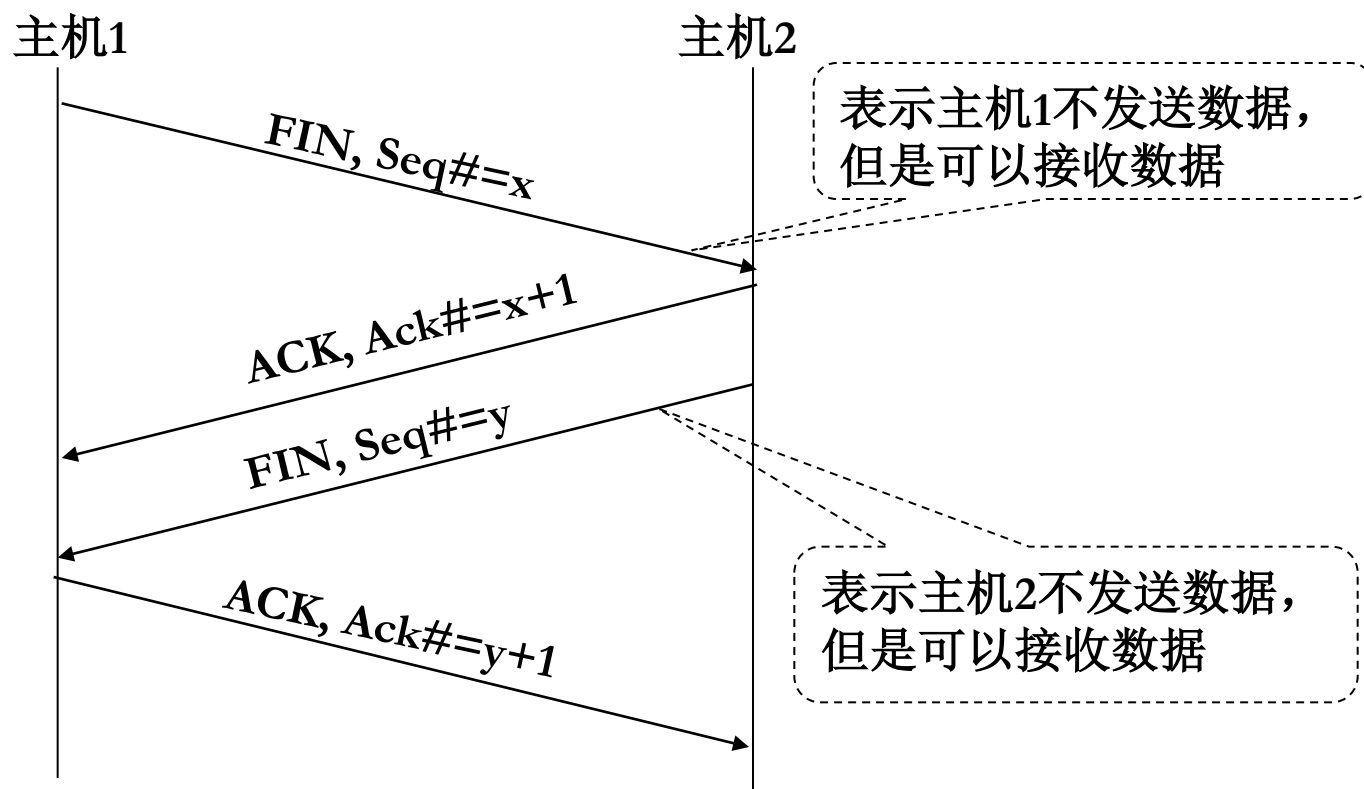 主机1
主机2
表示主机1不发送数据，
但是可以接收数据
FIN, Seq#=x
ACK, Ack#=x+1
FIN, Seq#=y
表示主机2不发送数据，
但是可以接收数据
ACK, Ack#=y+1